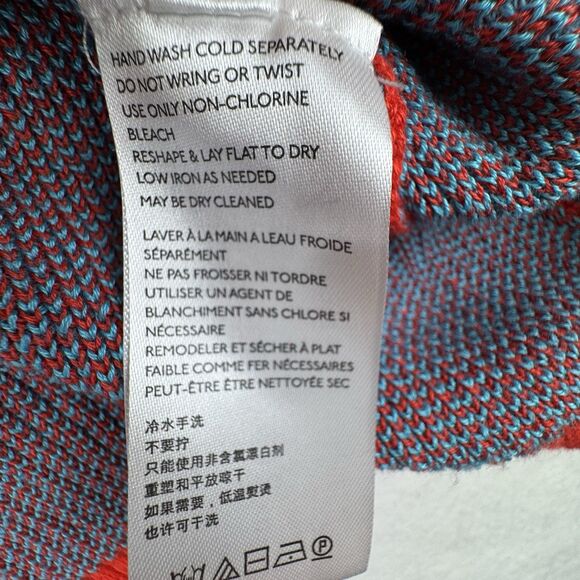 HAND WASH COLD SEPARATELY
DO NOT WRING OR TWIST
USE ONLY NON-CHLORINE
BLEACH
RESHAPE & LAY FLAT TO DRY
LOW IRON AS NEEDED
MAY BE DRY CLEANED
LAVER À LA MAIN A LEAU FROIDE
SÉPARÉMENT
NE PAS FROISSER NI TORDRE
UTILISER UN AGENT DE
BLANCHIMENT SANS CHLORE SI
NÉCESSAIRE
REMODELER ET SÉCHER À PLAT
FAIBLE COMME FER NÉCESSAIRES
PEUT-ÊTRE ÊTRE NETTOYÉE SEC
冷水手洗
不要拧
只能使用非含氯漂白剂
重塑和平放晾干
如果需要，低温熨烫
也许可干洗
P